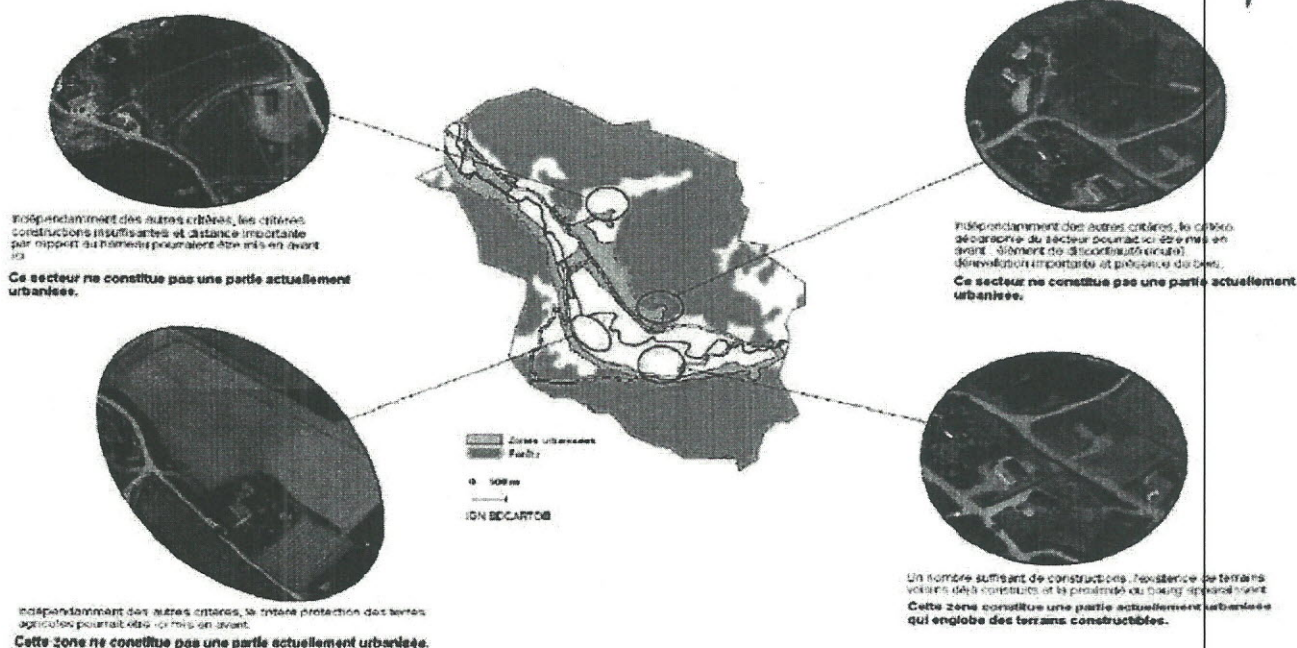 Indépendamment des autres critères, les critères
constructions insuffisantes et distance importante
par rapport au hameau pourraient être mis en avant
ici
Ce secteur ne constitue pas une partie actuellement
urbanisée.
Indépendamment des autres critères, le critère
géographie du secteur pourrait ici être mis en
avant : élément de discontinuité (route)
dénivellation importante et présence de bois.
Ce secteur ne constitue pas une partie actuellement
urbanisée.
Zones urbanisées
Forêts
0 500 m
IGN BDCARTO®
Indépendamment des autres critères, le critère protection des terres
agricoles pourrait être ici mis en avant.
Cette zone ne constitue pas une partie actuellement urbanisée.
Un nombre suffisant de constructions, l'existence de terrains
voisins déjà construits et la proximité du bourg apparaissent
Cette zone constitue une partie actuellement urbanisée
qui englobe des terrains constructibles.